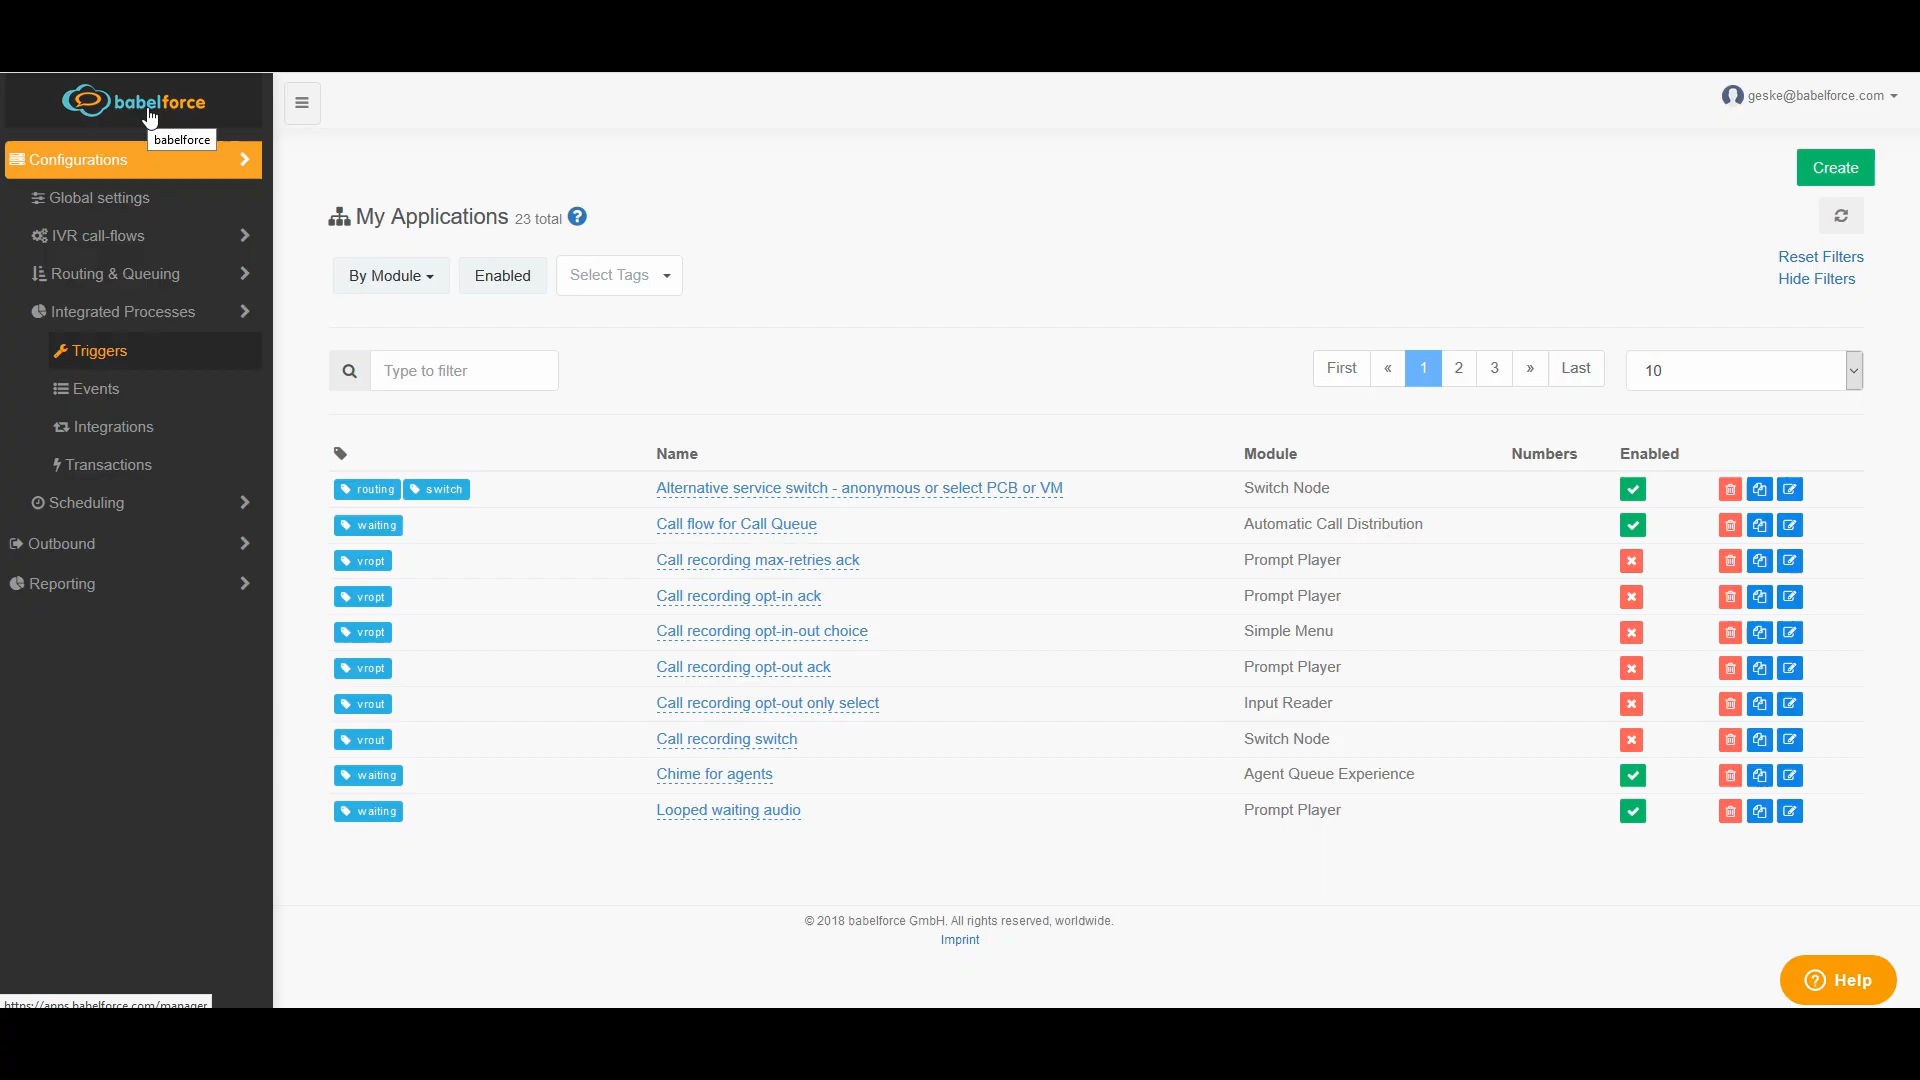 babelforce
babelforce
Configurations
Global settings
IVR call-flows
Routing & Queuing
Integrated Processes
Triggers
Events
Integrations
Transactions
Scheduling
Outbound
Reporting
https://apps.babelforce.com/manager
geske@babelforce.com
Create
My Applications 23 total ?
Reset Filters
Hide Filters
By Module Enabled Select Tags
Type to filter First « 1 2 3 » Last 10
Name Module Numbers Enabled
routing switch Alternative service switch - anonymous or select PCB or VM Switch Node
waiting Call flow for Call Queue Automatic Call Distribution
vropt Call recording max-retries ack Prompt Player
vropt Call recording opt-in ack Prompt Player
vropt Call recording opt-in-out choice Simple Menu
vropt Call recording opt-out ack Prompt Player
vrout Call recording opt-out only select Input Reader
vrout Call recording switch Switch Node
waiting Chime for agents Agent Queue Experience
waiting Looped waiting audio Prompt Player
© 2018 babelforce GmbH. All rights reserved, worldwide.
Imprint
? Help